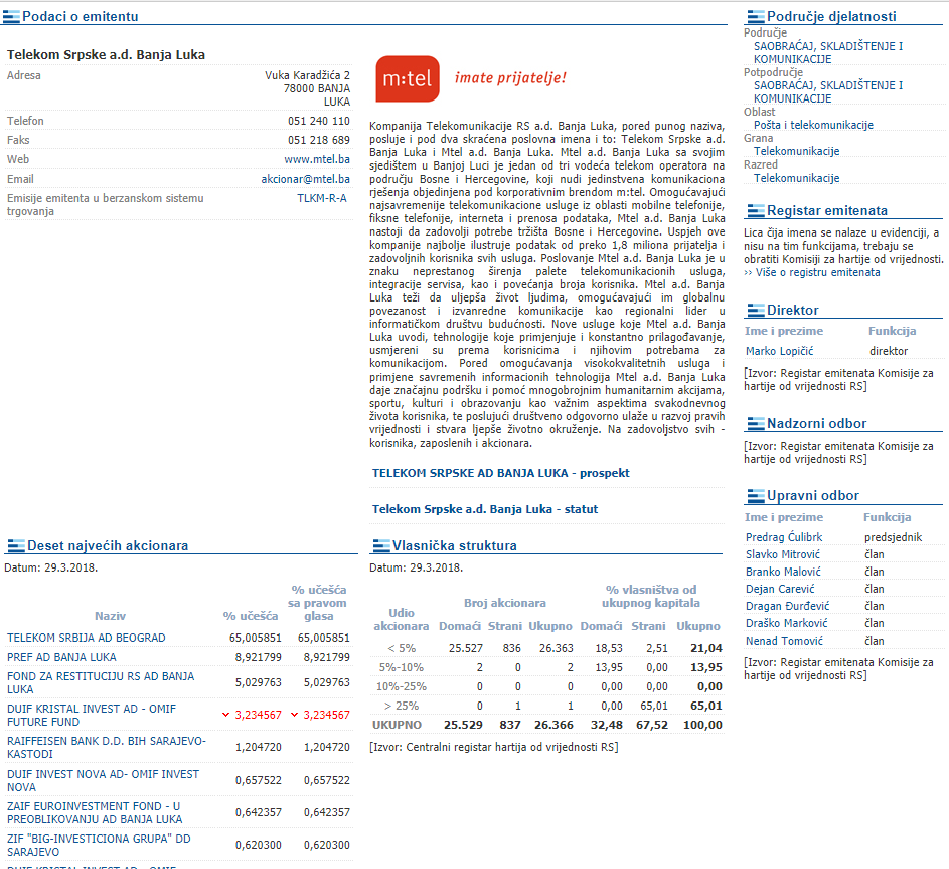 Podaci o emitentu
Telekom Srpske a.d. Banja Luka
Adresa Vuka Karadžića 2
78000 BANJA
LUKA
Telefon 051 240 110
Faks 051 218 689
Web www.mtel.ba
Email akcionar@mtel.ba
Emisije emitenta u berzanskom sistemu trgovanja TLKM-R-A
m:tel imate prijatelje!
Kompanija Telekomunikacije RS a.d. Banja Luka, pored punog naziva,
posluje i pod dva skraćena poslovna imena i to: Telekom Srpske a.d.
Banja Luka i Mtel a.d. Banja Luka. Mtel a.d. Banja Luka sa svojim
sjedištem u Banjoj Luci je jedan od tri vodeća telekom operatora na
području Bosne i Hercegovine, koji nudi jedinstvena komunikaciona
rješenja objedinjena pod korporativnim brendom m:tel. Omogućavajući
najsavremenije telekomunikacione usluge iz oblasti mobilne telefonije,
fiksne telefonije, interneta i prenosa podataka, Mtel a.d. Banja Luka
nastoji da zadovolji potrebe tržišta Bosne i Hercegovine. Uspjeh ove
kompanije najbolje ilustruje podatak od preko 1,8 miliona prijatelja i
zadovoljnih korisnika svih usluga. Poslovanje Mtel a.d. Banja Luka je u
znaku neprestanog širenja palete telekomunikacionih usluga,
integracije servisa, kao i povećanja broja korisnika. Mtel a.d. Banja
Luka teži da uljepša život ljudima, omogućavajući im globalnu
povezanost i izvanredne komunikacije kao regionalni lider u
informatičkom društvu budućnosti. Nove usluge koje Mtel a.d. Banja
Luka uvodi, tehnologije koje primjenjuje i konstantno prilagođavanje,
usmjereni su prema korisnicima i njihovim potrebama za
komunikacijom. Pored omogućavanja visokokvalitetnih usluga i
primjene savremenih informacionih tehnologija Mtel a.d. Banja Luka
daje značajnu podršku i pomoć mnogobrojnim humanitarnim akcijama,
sportu, kulturi i obrazovanju kao važnim aspektima svakodnevnog
života korisnika, te poslujući društveno odgovorno ulaže u razvoj pravih
vrijednosti i stvara ljepše životno okruženje. Na zadovoljstvo svih -
korisnika, zaposlenih i akcionara.
TELEKOM SRPSKE AD BANJA LUKA - prospekt
Telekom Srpske a.d. Banja Luka - statut
Deset najvećih akcionara
Datum: 29.3.2018.
Naziv % učešća % učešća sa pravom glasa
TELEKOM SRBIJA AD BEOGRAD 65,005851 65,005851
PREF AD BANJA LUKA 8,921799 8,921799
FOND ZA RESTITUCIJU RS AD BANJA LUKA 5,029763 5,029763
DUIF KRISTAL INVEST AD - OMIF FUTURE FUND 3,234567 3,234567
RAIFFEISEN BANK D.D. BIH SARAJEVO-KASTODI 1,204720 1,204720
DUIF INVEST NOVA AD- OMIF INVEST NOVA 0,657522 0,657522
ZAIF EUROINVESTMENT FOND - U PREOBLIKOVANJU AD BANJA LUKA 0,642357 0,642357
ZIF "BIG-INVESTICIONA GRUPA" DD SARAJEVO 0,620300 0,620300
Vlasnička struktura
Datum: 29.3.2018.
Udio akcionara Broj akcionara % vlasništva od ukupnog kapitala
Domaći Strani Ukupno Domaći Strani Ukupno
< 5% 25.527 836 26.363 18,53 2,51 21,04
5%-10% 2 0 2 13,95 0,00 13,95
10%-25% 0 0 0 0,00 0,00 0,00
> 25% 0 1 1 0,00 65,01 65,01
UKUPNO 25.529 837 26.366 32,48 67,52 100,00
[Izvor: Centralni registar hartija od vrijednosti RS]
Područje djelatnosti
Područje
SAOBRAĆAJ, SKLADIŠTENJE I
KOMUNIKACIJE
Potpodručje
SAOBRAĆAJ, SKLADIŠTENJE I
KOMUNIKACIJE
Oblast
Pošta i telekomunikacije
Grana
Telekomunikacije
Razred
Telekomunikacije
Registar emitenata
Lica čija imena se nalaze u evidenciji, a
nisu na tim funkcijama, trebaju se
obratiti Komisiji za hartije od vrijednosti.
›› Više o registru emitenata
Direktor
Ime i prezime Funkcija
Marko Lopičić direktor
[Izvor: Registar emitenata Komisije za
hartije od vrijednosti RS]
Nadzorni odbor
[Izvor: Registar emitenata Komisije za
hartije od vrijednosti RS]
Upravni odbor
Ime i prezime Funkcija
Predrag Ćulibrk predsjednik
Slavko Mitrović član
Branko Malović član
Dejan Carević član
Dragan Đurđević član
Draško Marković član
Nenad Tomović član
[Izvor: Registar emitenata Komisije za
hartije od vrijednosti RS]